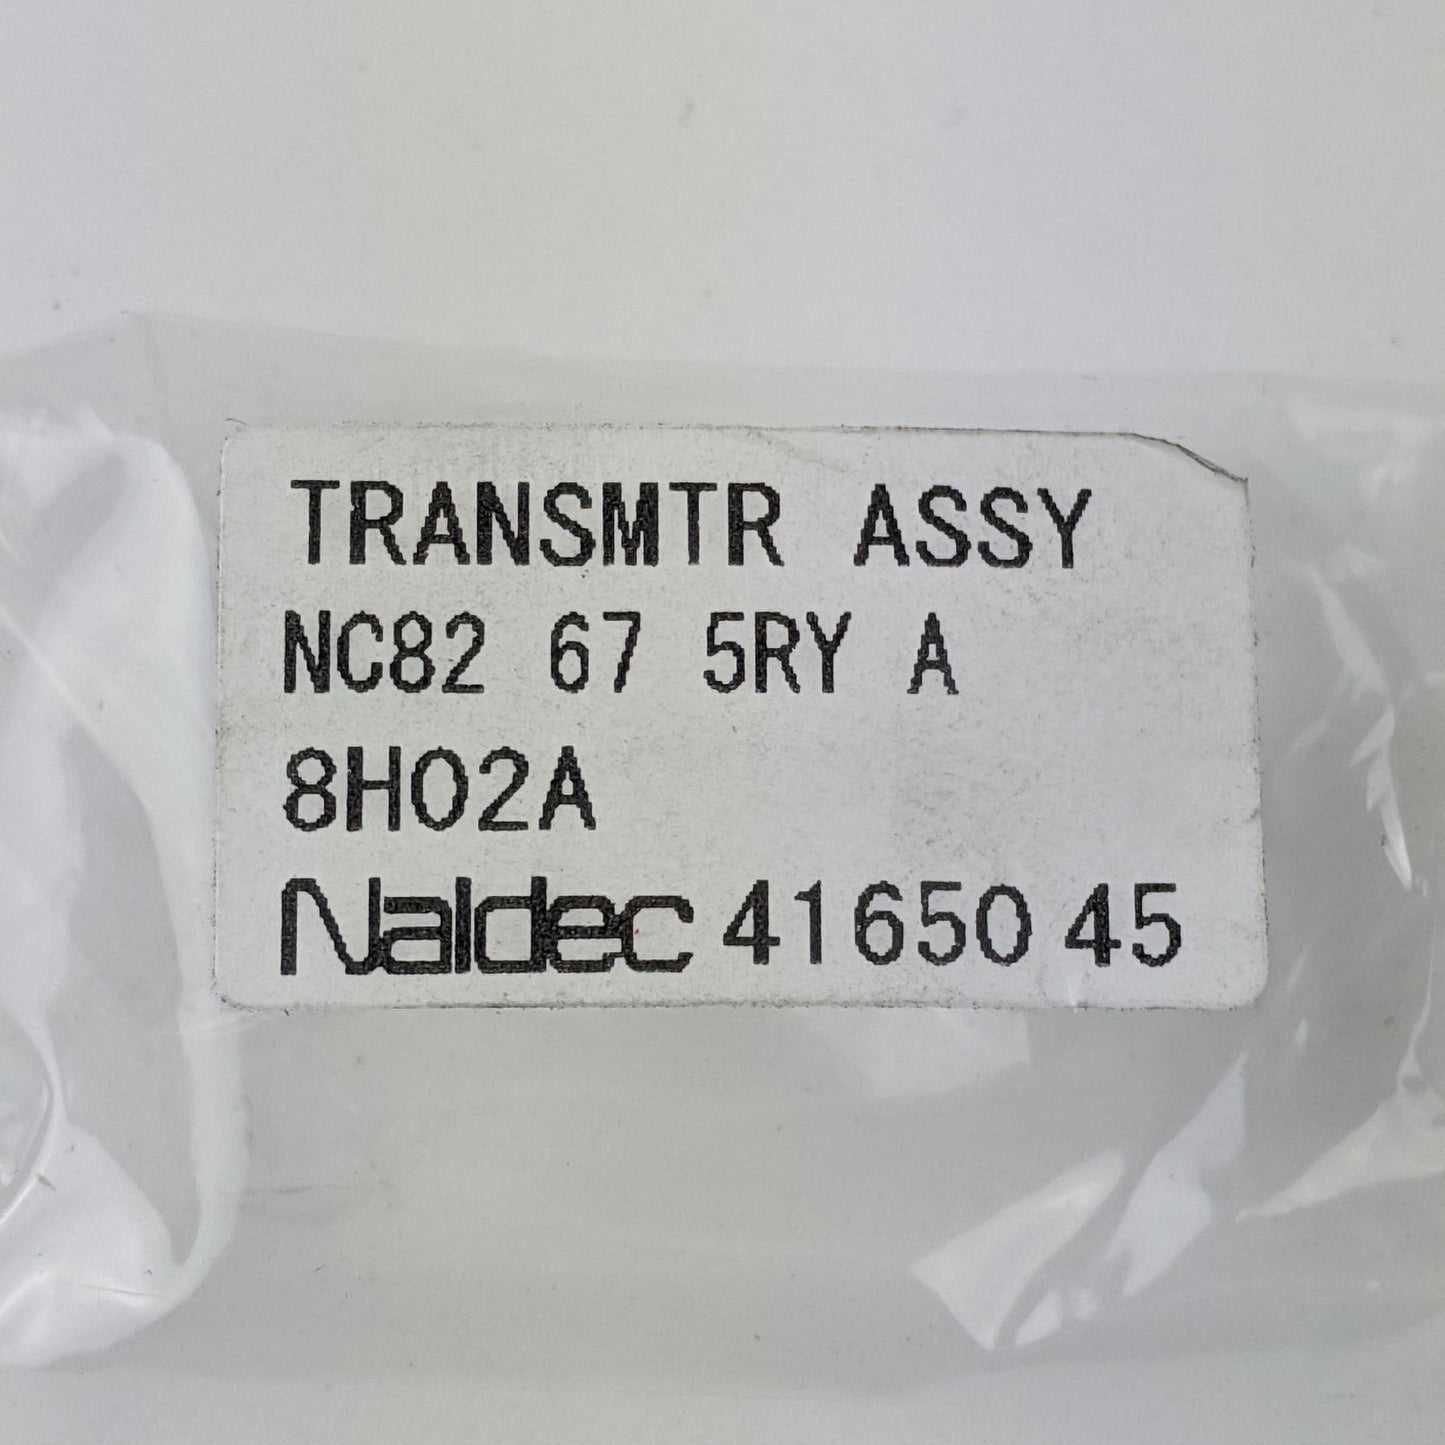 TRANSMTR ASSY
NC82 67 5RY A
8H02A
Naldec 41650 45